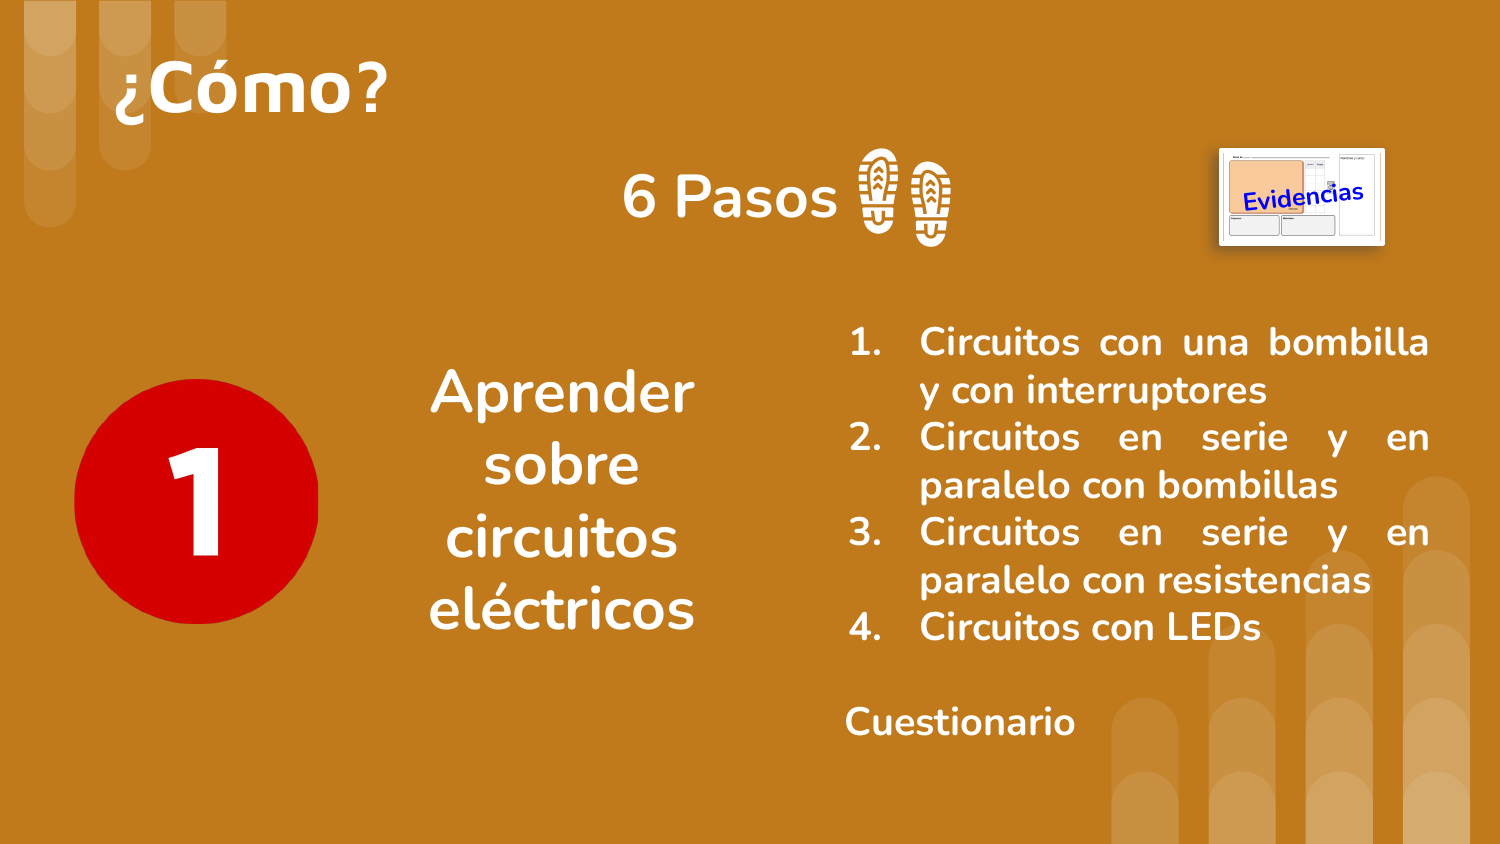 ¿Cómo?
6 Pasos
Evidencias
1
Aprender
sobre
circuitos
eléctricos
1. Circuitos con una bombilla
y con interruptores
2. Circuitos en serie y en
paralelo con bombillas
3. Circuitos en serie y en
paralelo con resistencias
4. Circuitos con LEDs
Cuestionario